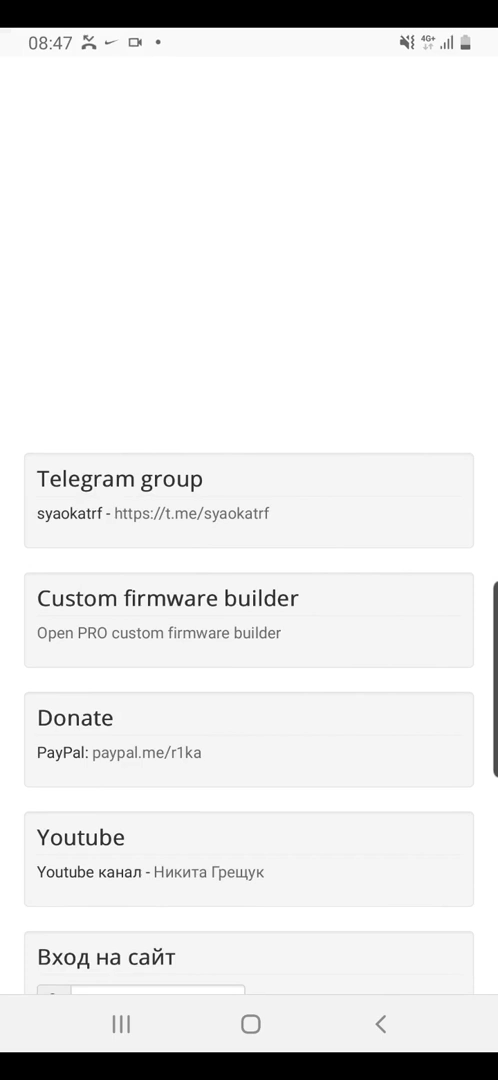 08:47
4G+
Telegram group
syaokatrf - https://t.me/syaokatrf
Custom firmware builder
Open PRO custom firmware builder
Donate
PayPal: paypal.me/r1ka
Youtube
Youtube канал - Никита Грещук
Вход на сайт